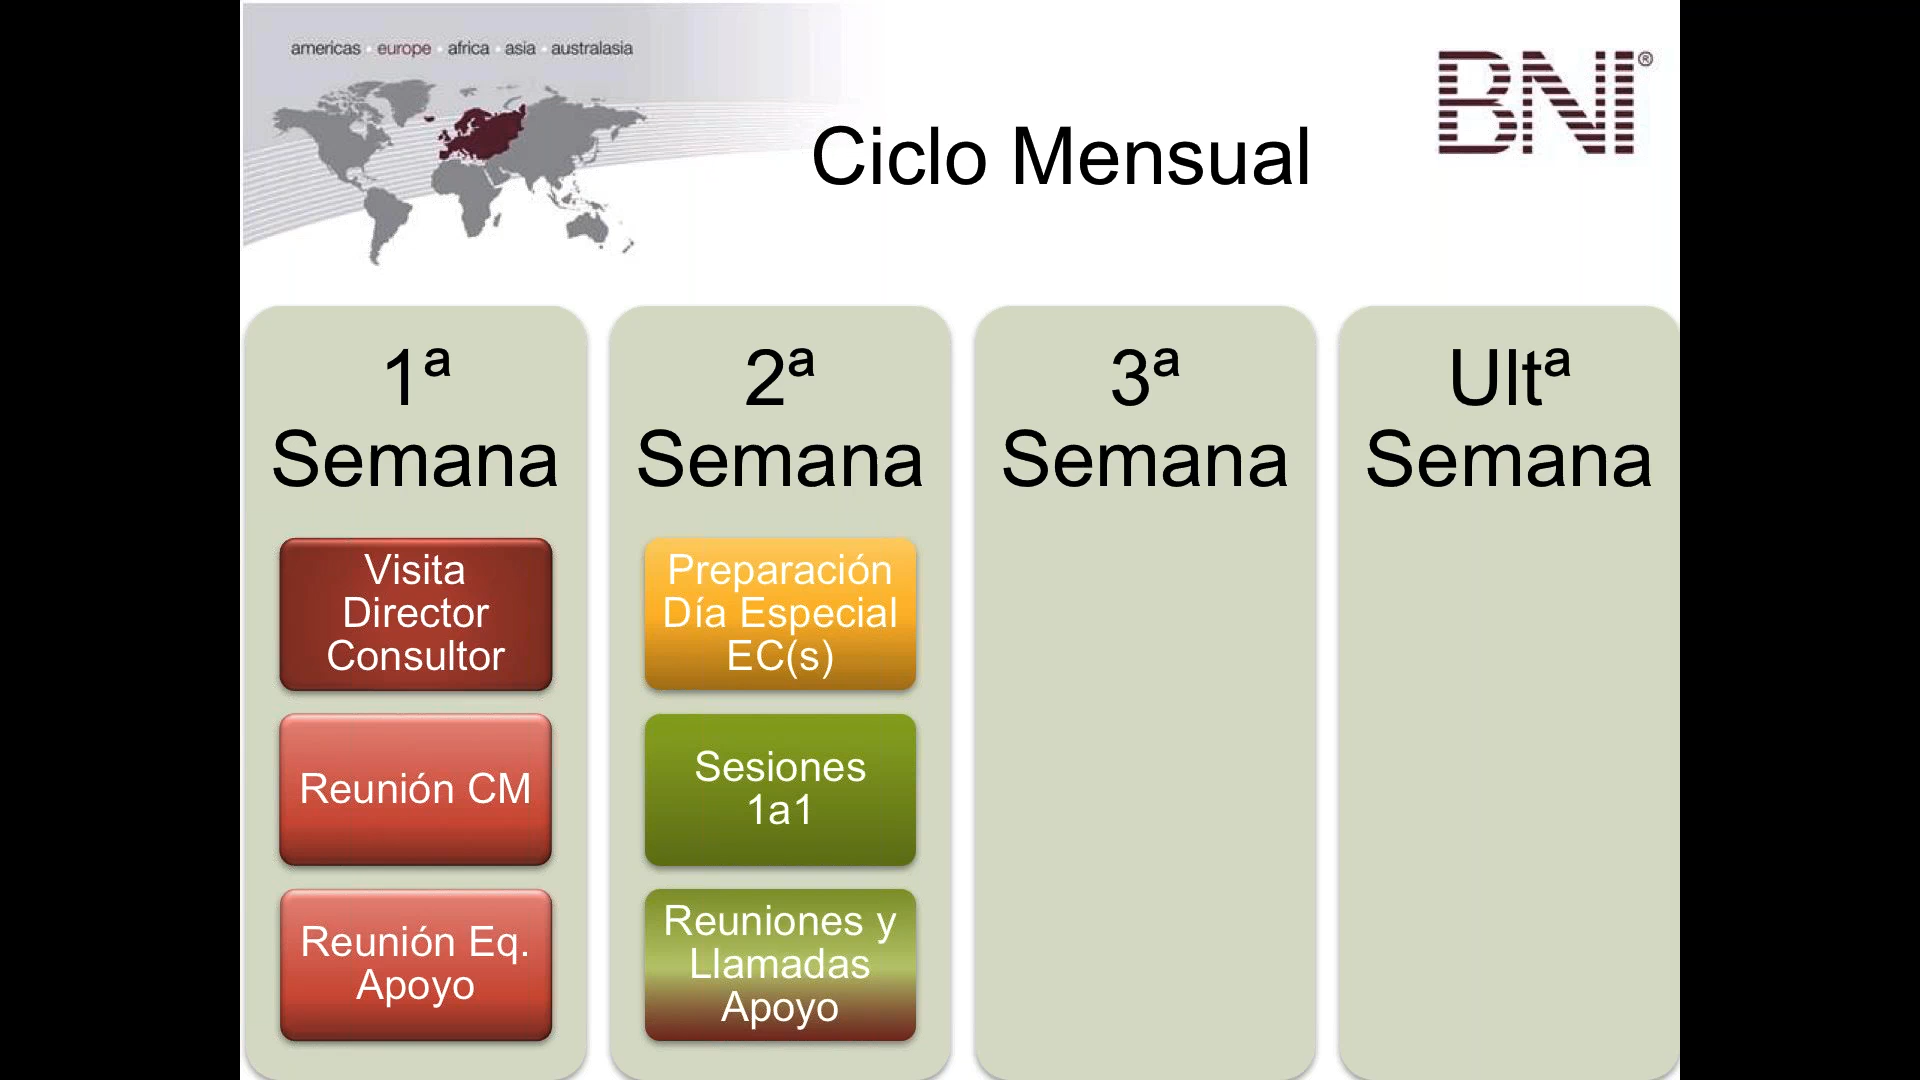 americas europe africa asia australasia
BNI®
Ciclo Mensual
1ª
Semana
Visita
Director
Consultor
Reunión CM
Reunión Eq.
Apoyo
2ª
Semana
Preparación
Día Especial
EC(s)
Sesiones
1a1
Reuniones y
Llamadas
Apoyo
3ª
Semana
Ultª
Semana